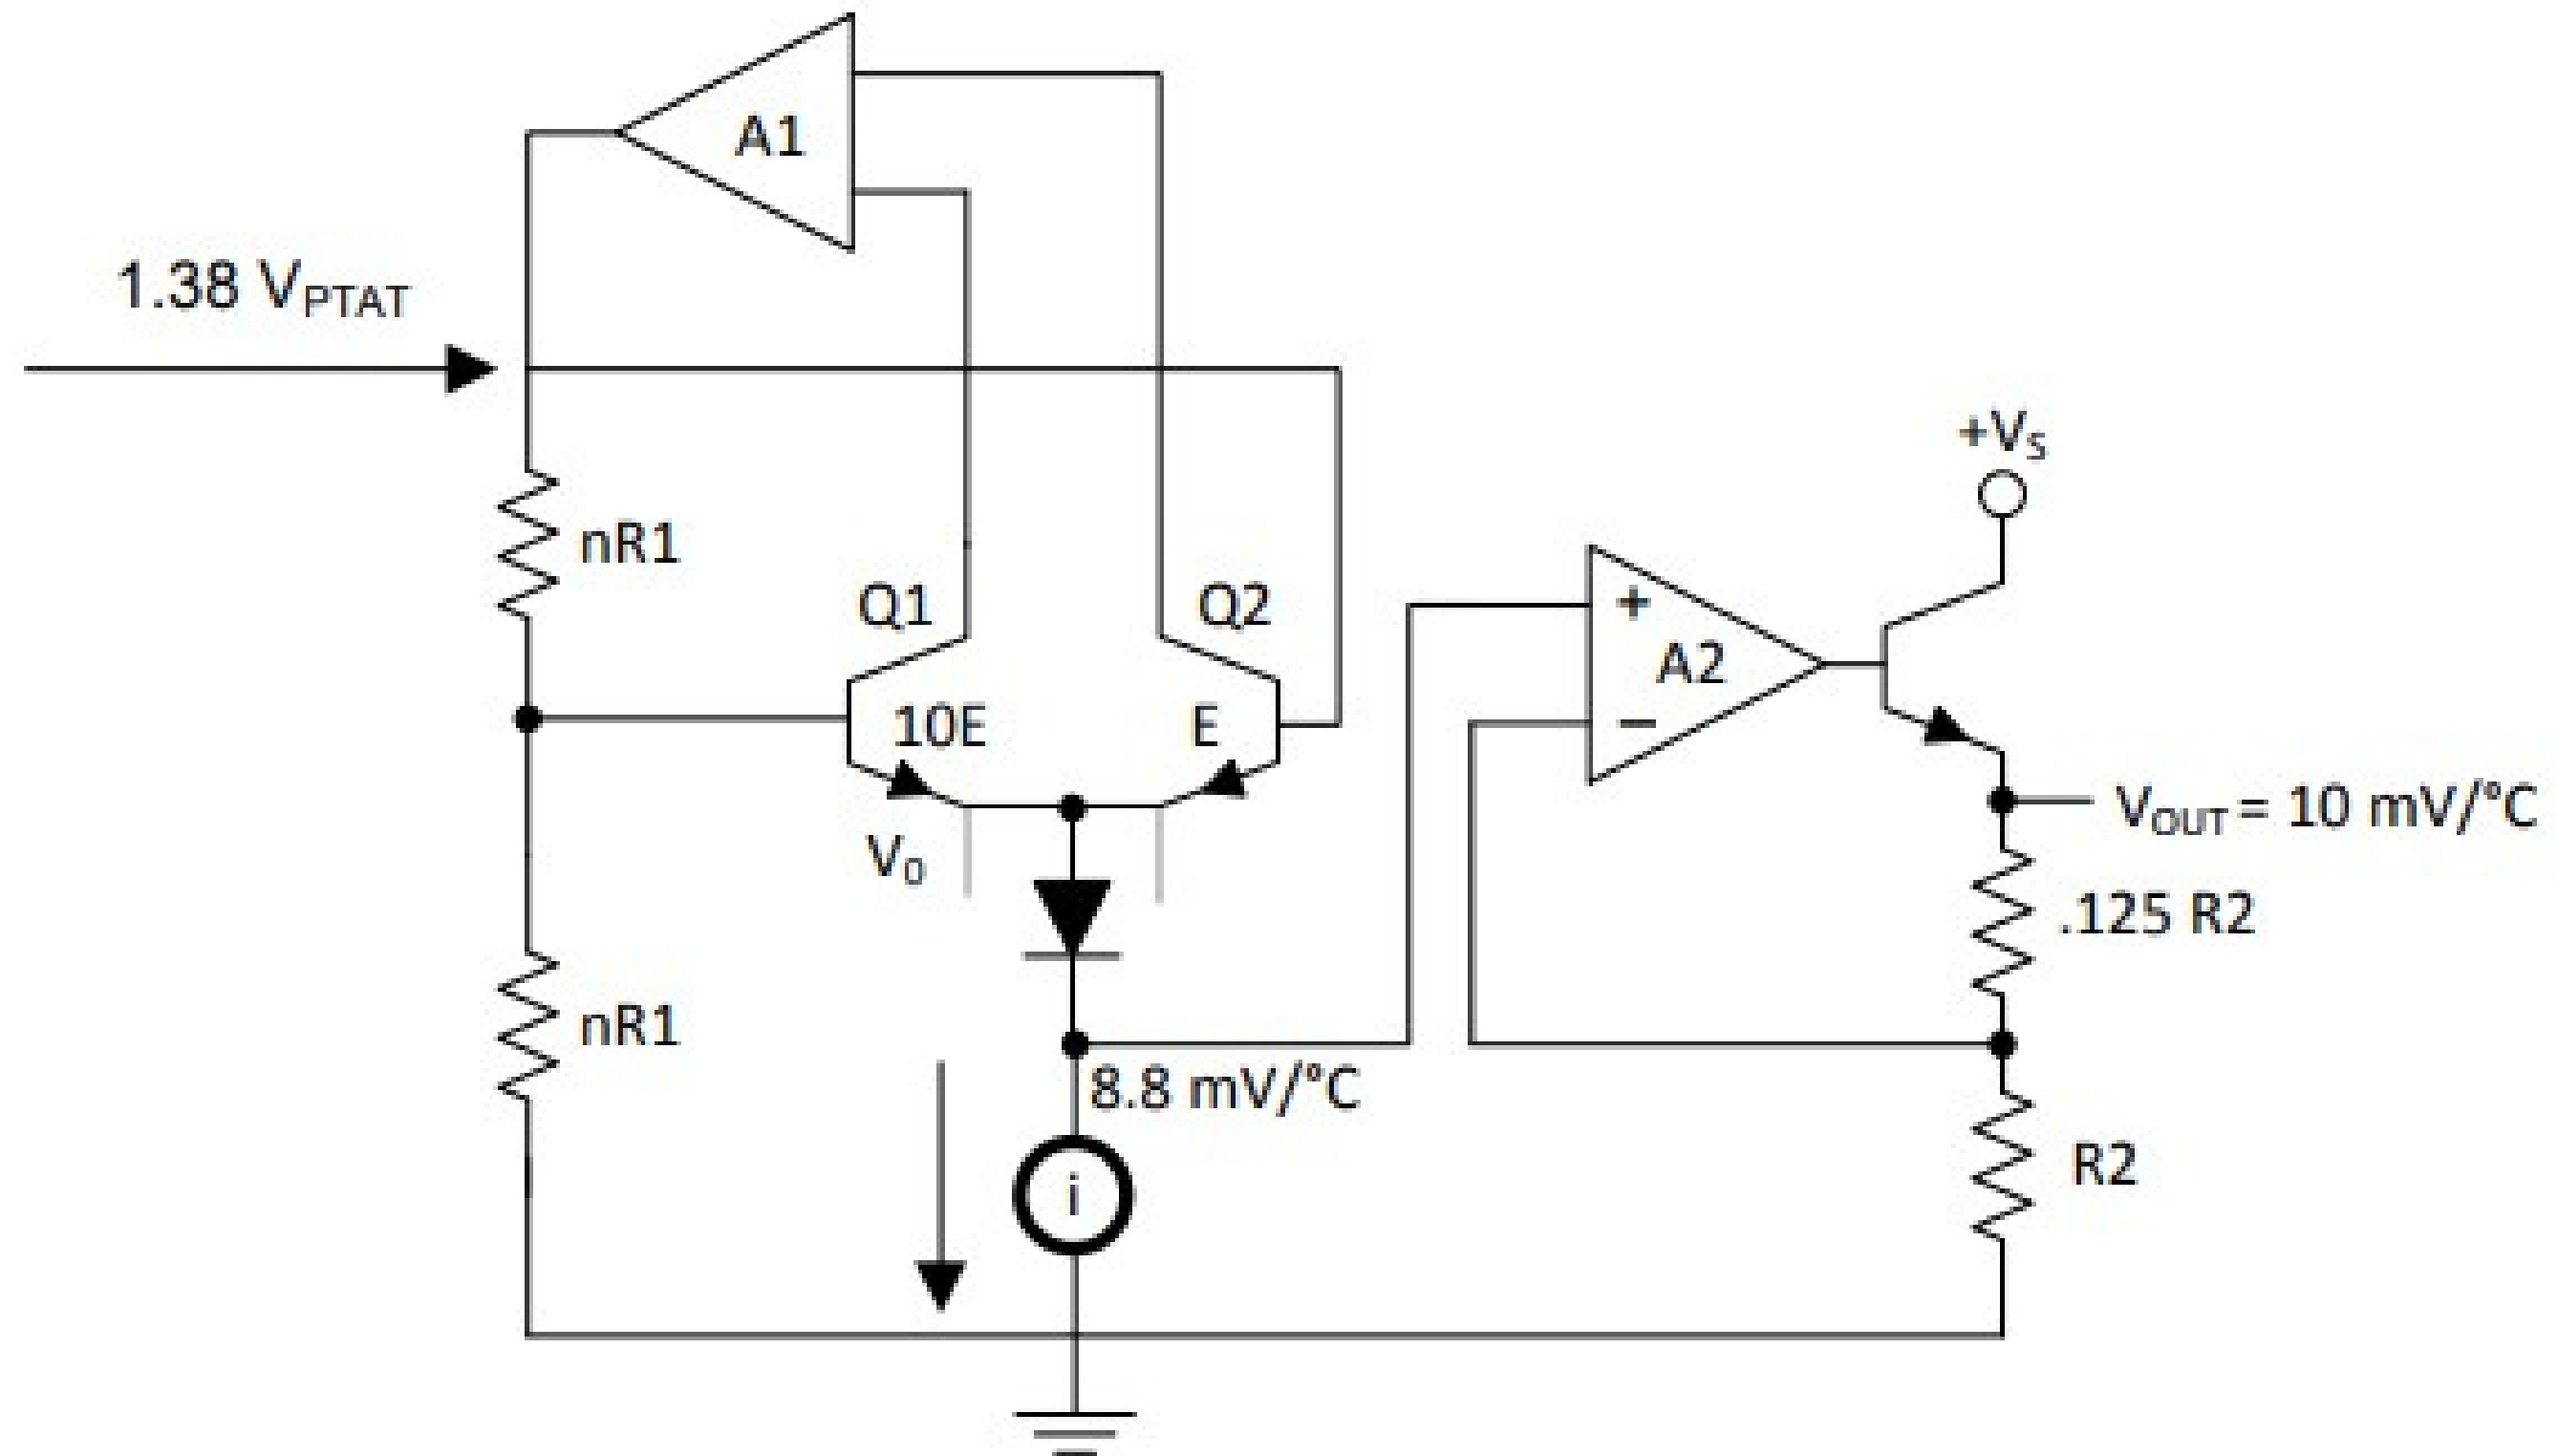 A1
1.38 VPTAT
+VS
nR1
Q1
Q2
+
A2
10E
E
−
VOUT = 10 mV/°C
V0
.125 R2
nR1
8.8 mV/°C
i
R2